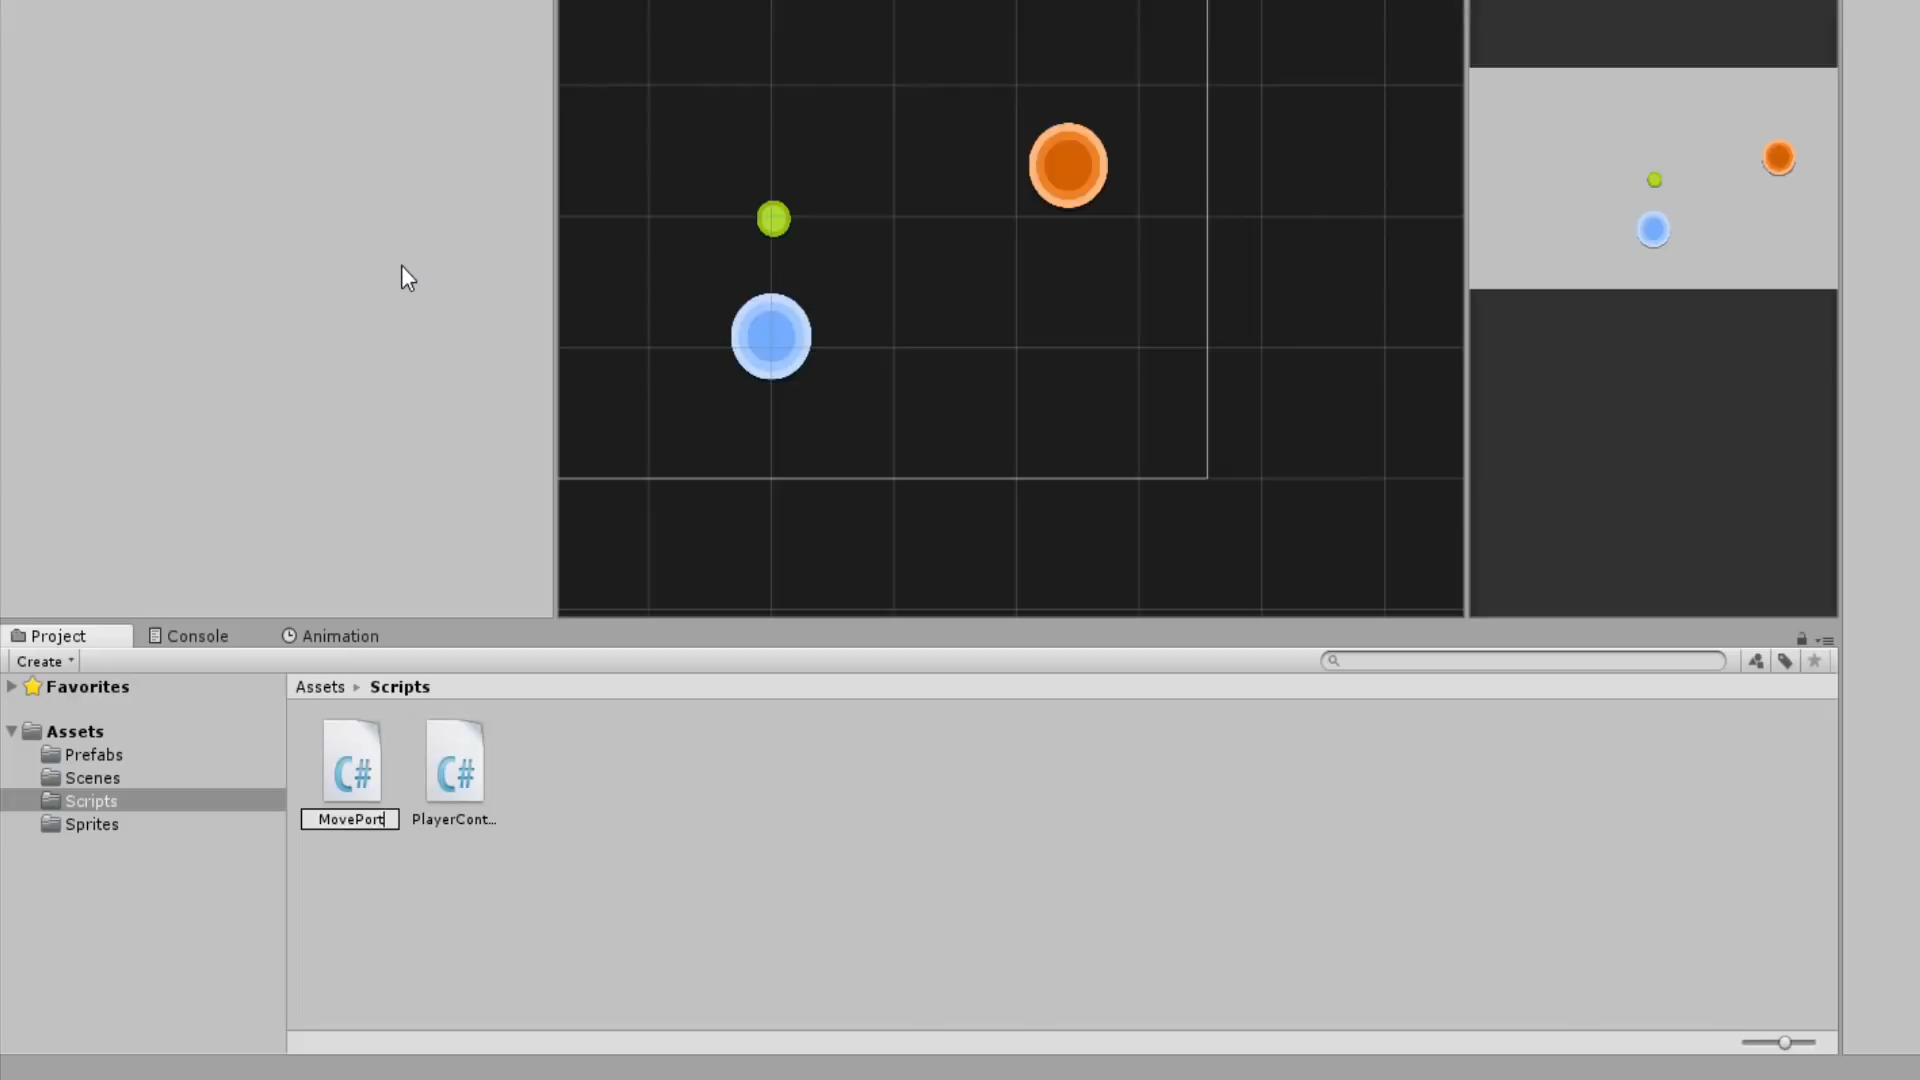 Project
Console
Animation
Create
Favorites
Assets
Prefabs
Scenes
Scripts
Sprites
Assets
Scripts
C#
C#
MovePort
PlayerCont...